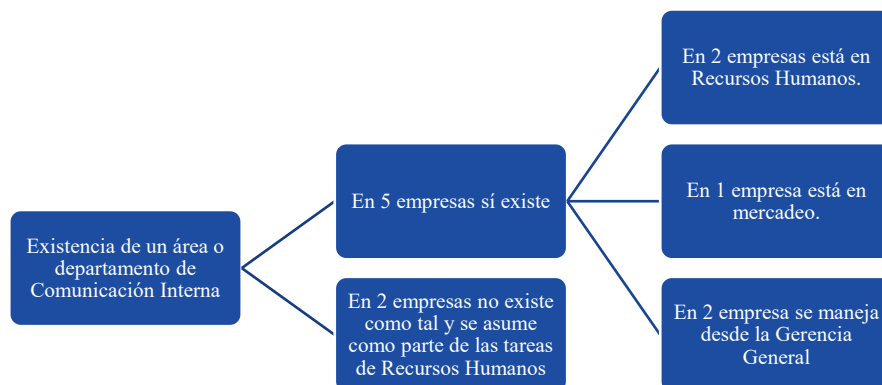 Existencia de un área o
departamento de
Comunicación Interna
En 5 empresas sí existe
En 2 empresas no existe
como tal y se asume
como parte de las tareas
de Recursos Humanos
En 2 empresas está en
Recursos Humanos.
En 1 empresa está en
mercadeo.
En 2 empresa se maneja
desde la Gerencia
General